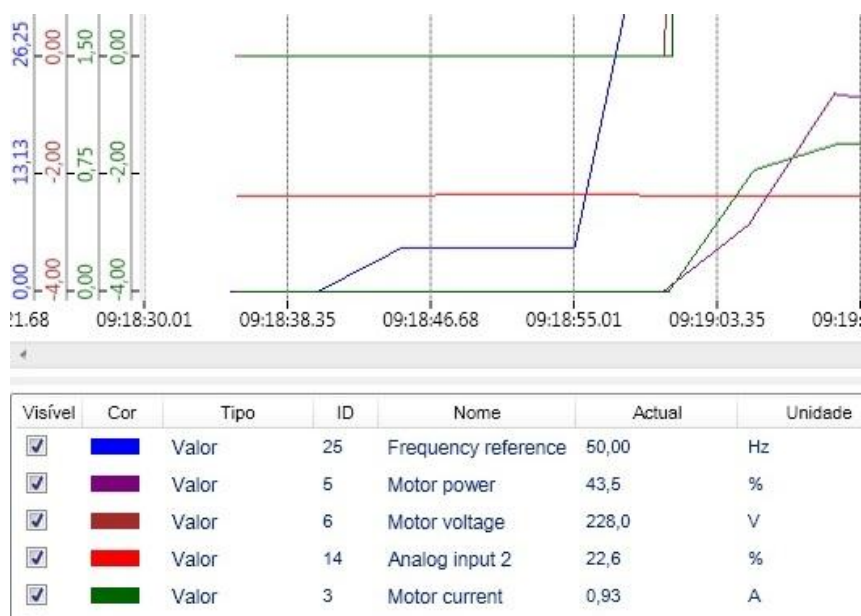 26,25 0,00 1,50 0,00
13,13 -2,00 0,75 -2,00
0,00 -4,00 0,00 -4,00
21.68 09:18:30.01 09:18:38.35 09:18:46.68 09:18:55.01 09:19:03.35 09:19:
Visível Cor Tipo ID Nome Actual Unidade
Valor 25 Frequency reference 50,00 Hz
Valor 5 Motor power 43,5 %
Valor 6 Motor voltage 228,0 V
Valor 14 Analog input 2 22,6 %
Valor 3 Motor current 0,93 A